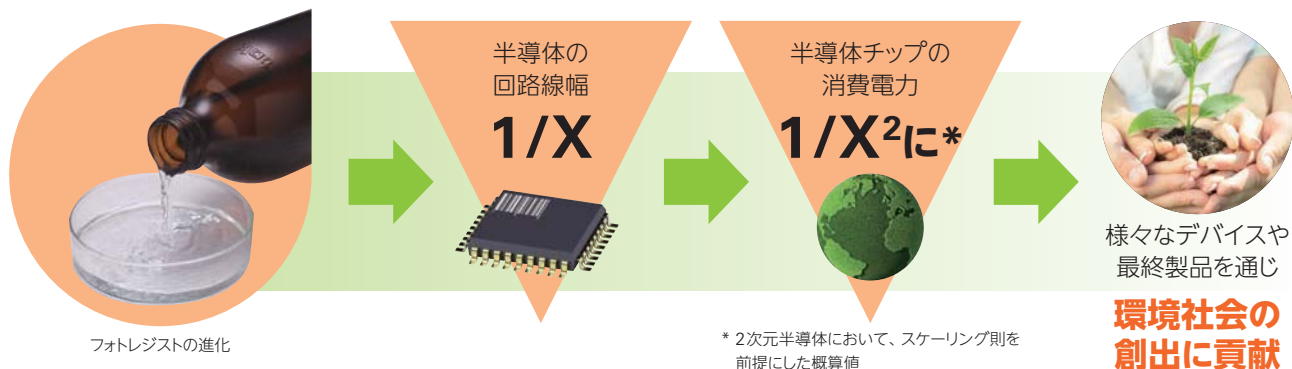 半導体の
回路線幅
1/X
半導体チップの
消費電力
1/X²に*
様々なデバイスや
最終製品を通じ
環境社会の
創出に貢献
フォトレジストの進化
* 2次元半導体において、スケーリング則を
前提にした概算値